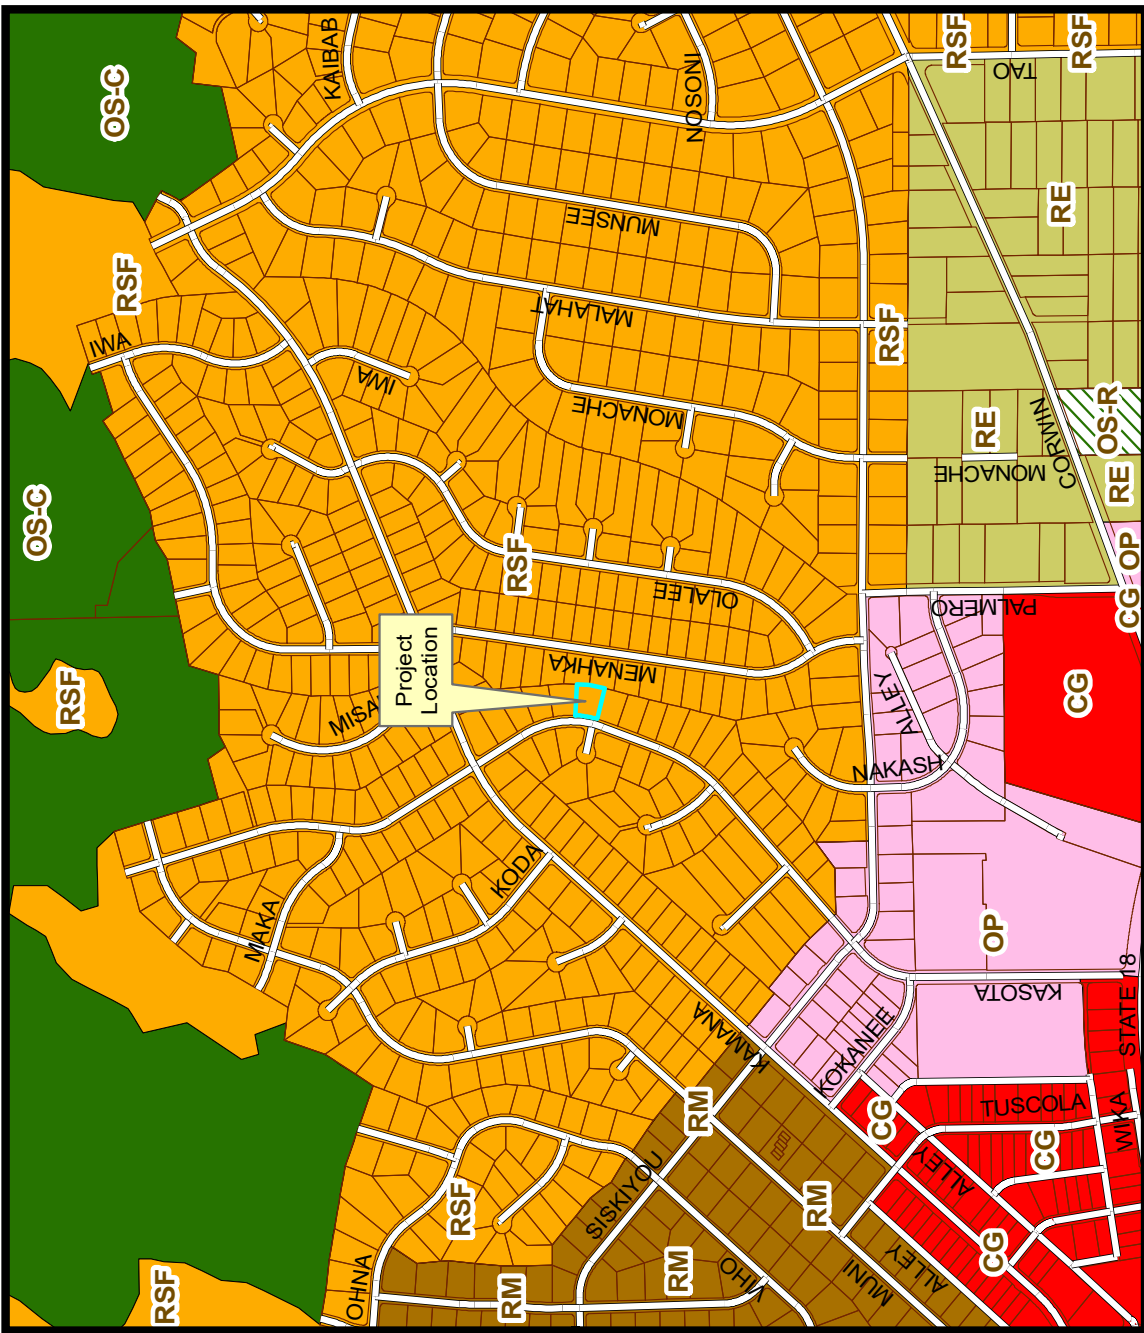 KAIBAB
NOSONI
RSF
TAO
RSF
OS-C
MUNSEE
RE
RSF
MALAHAT
RSF
IWA
IWA
MONACHE
CORWIN
RE
MONACHE
OS-R
RE
OS-C
RSF
OLALEE
PALMERO
CG
OP
Project
Location
MENAHKA
RSF
MISA
ALLEY
CG
NAKASH
KODA
MAKA
OP
KASOTA
STATE 18
KAMANA
KOKANEE
RM
CG
TUSCOLA
WIKA
CG
ALLEY
SISKIYOU
RSF
RM
CG
ALLEY
MUNI
VIHO
RM
RM
OHNA
RSF